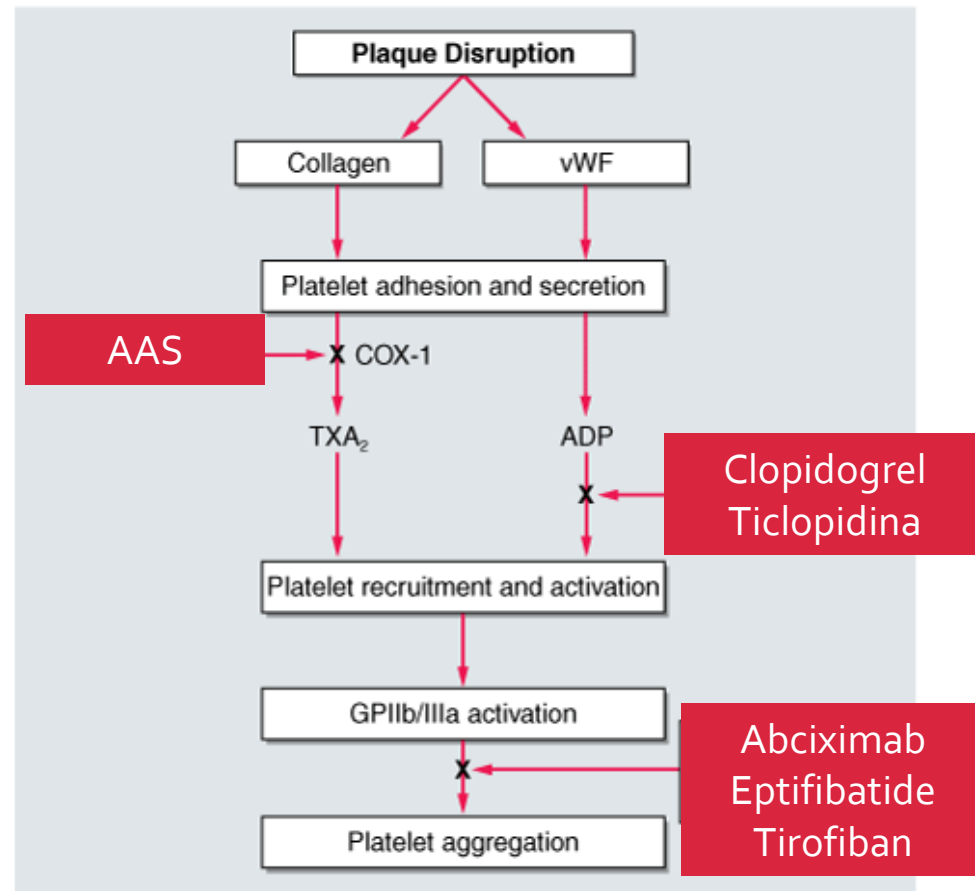 Plaque Disruption
Collagen
vWF
Platelet adhesion and secretion
AAS
X COX-1
TXA₂
ADP
Clopidogrel
Ticlopidina
X
Platelet recruitment and activation
GPIIb/IIIa activation
Abciximab
Eptifibatide
Tirofiban
X
Platelet aggregation